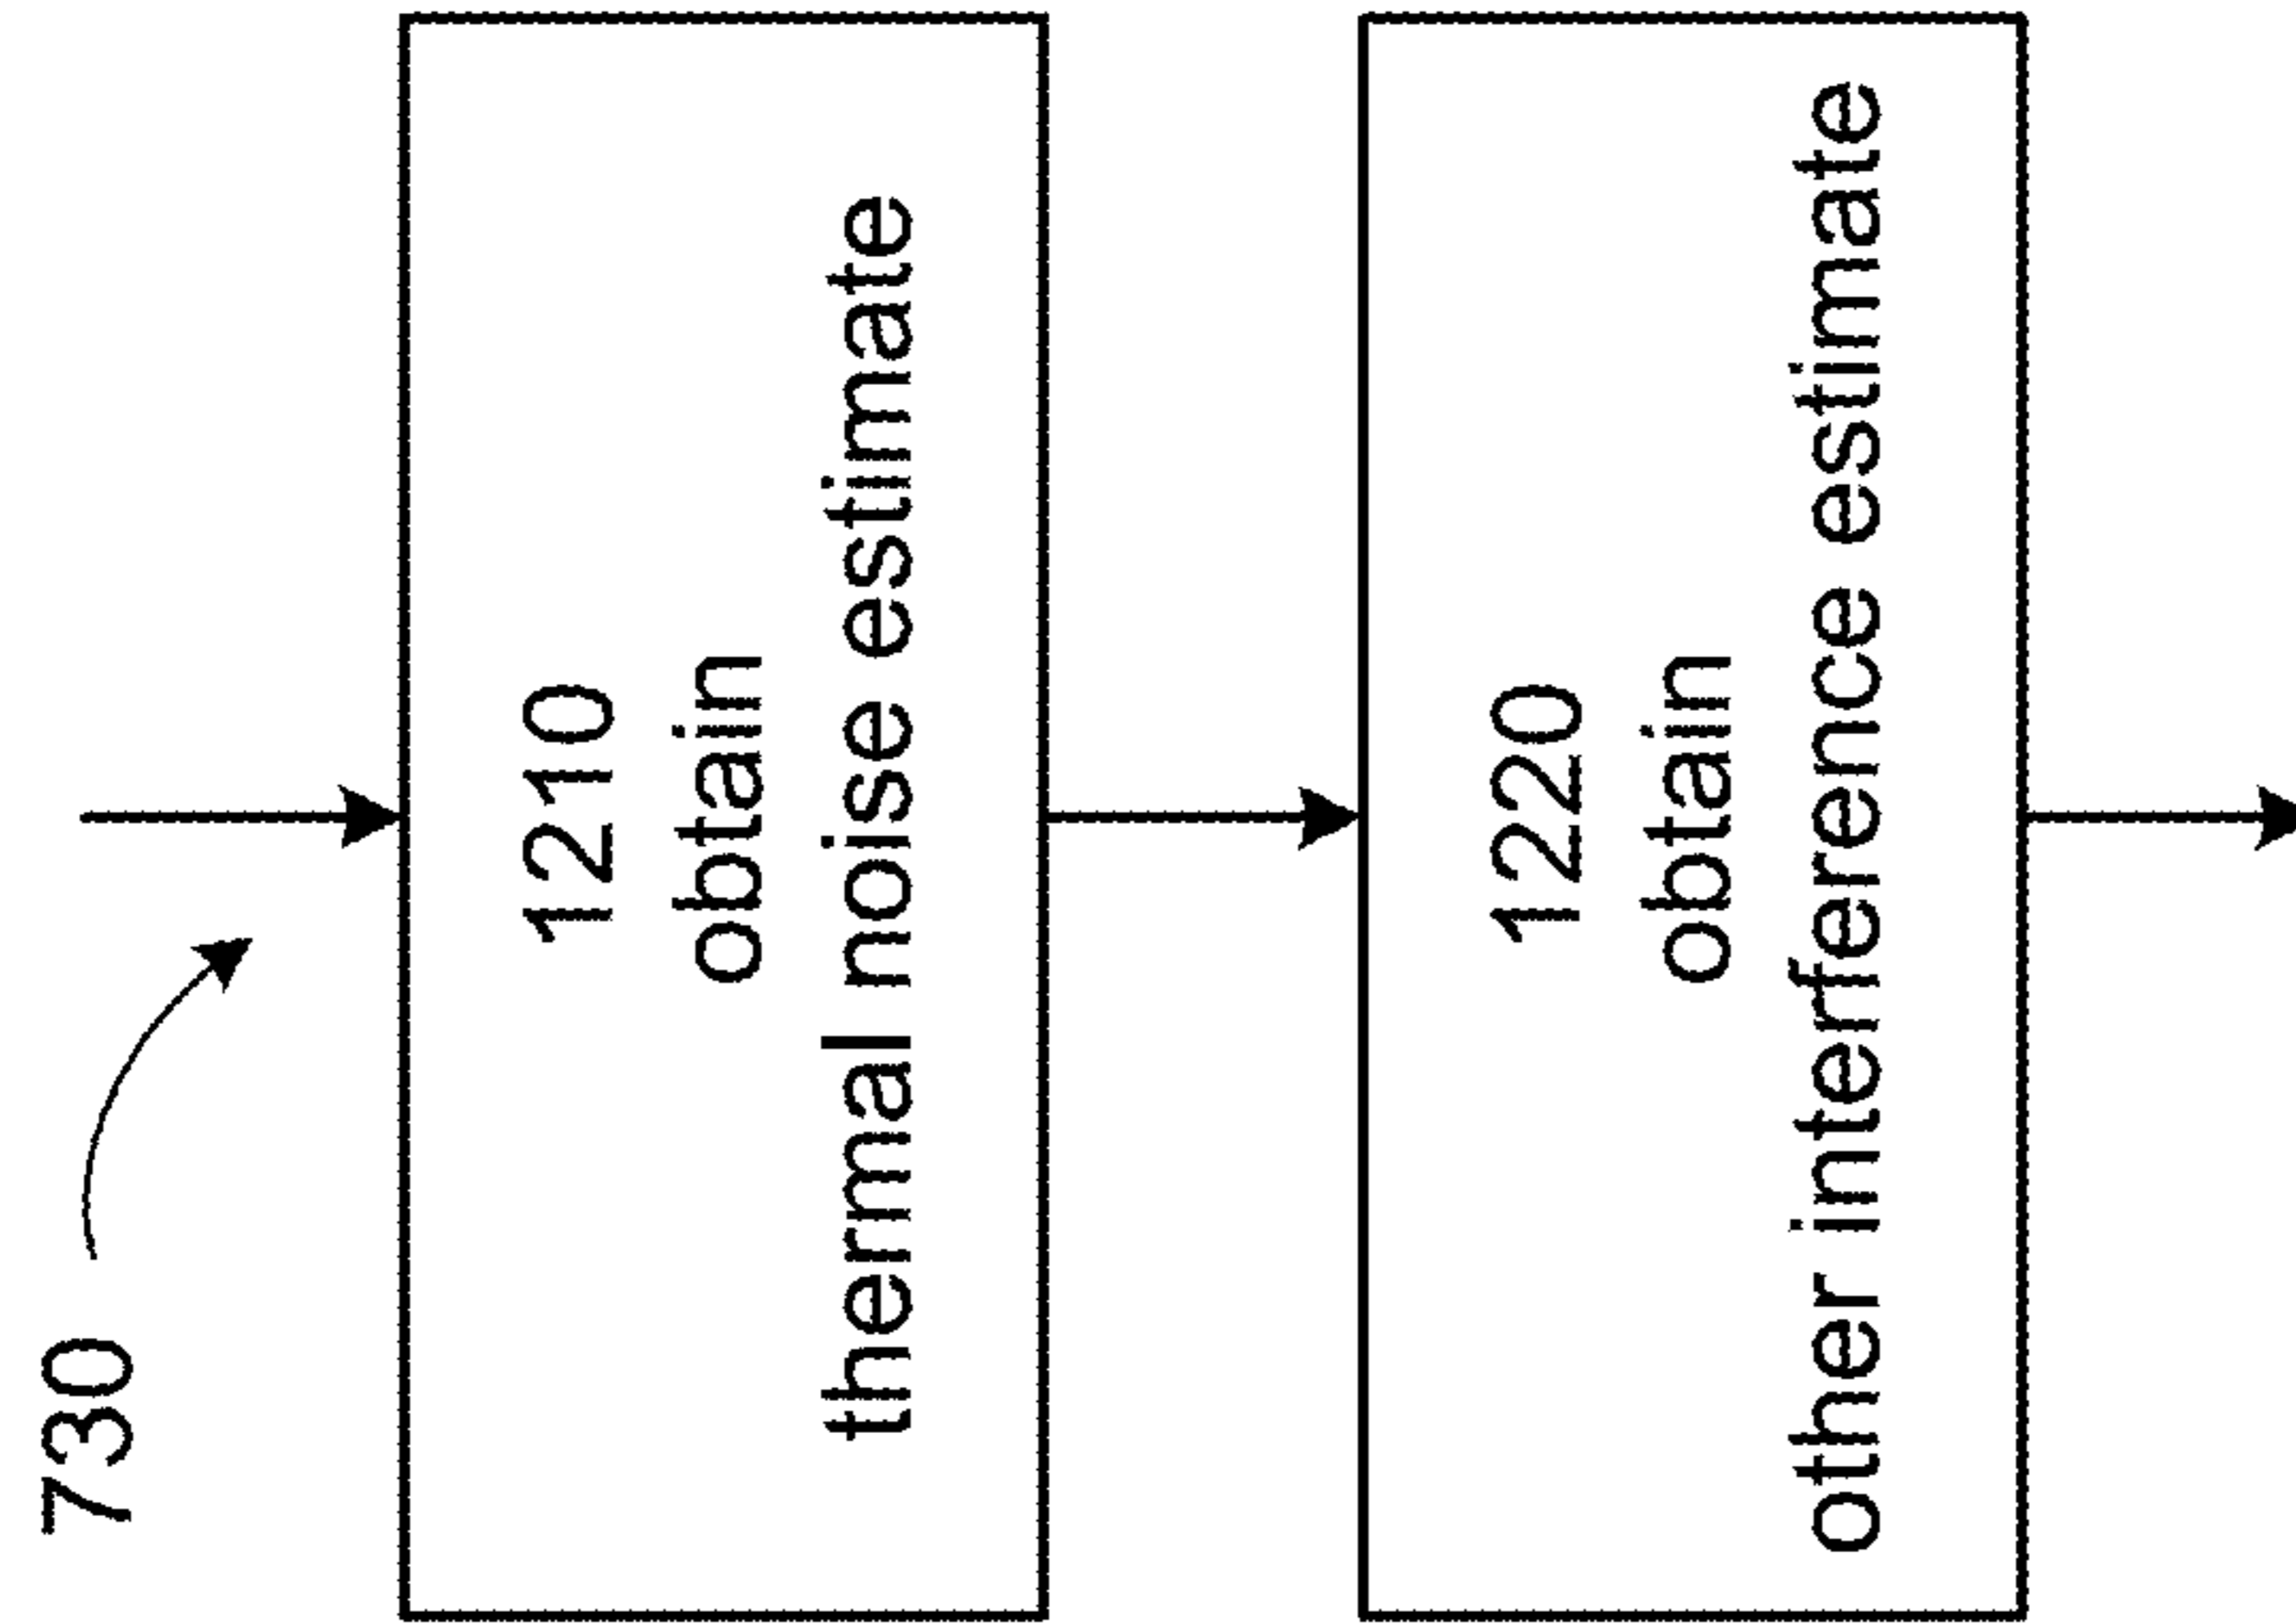 730
1210
obtain
thermal noise estimate
1220
obtain
other interference estimate